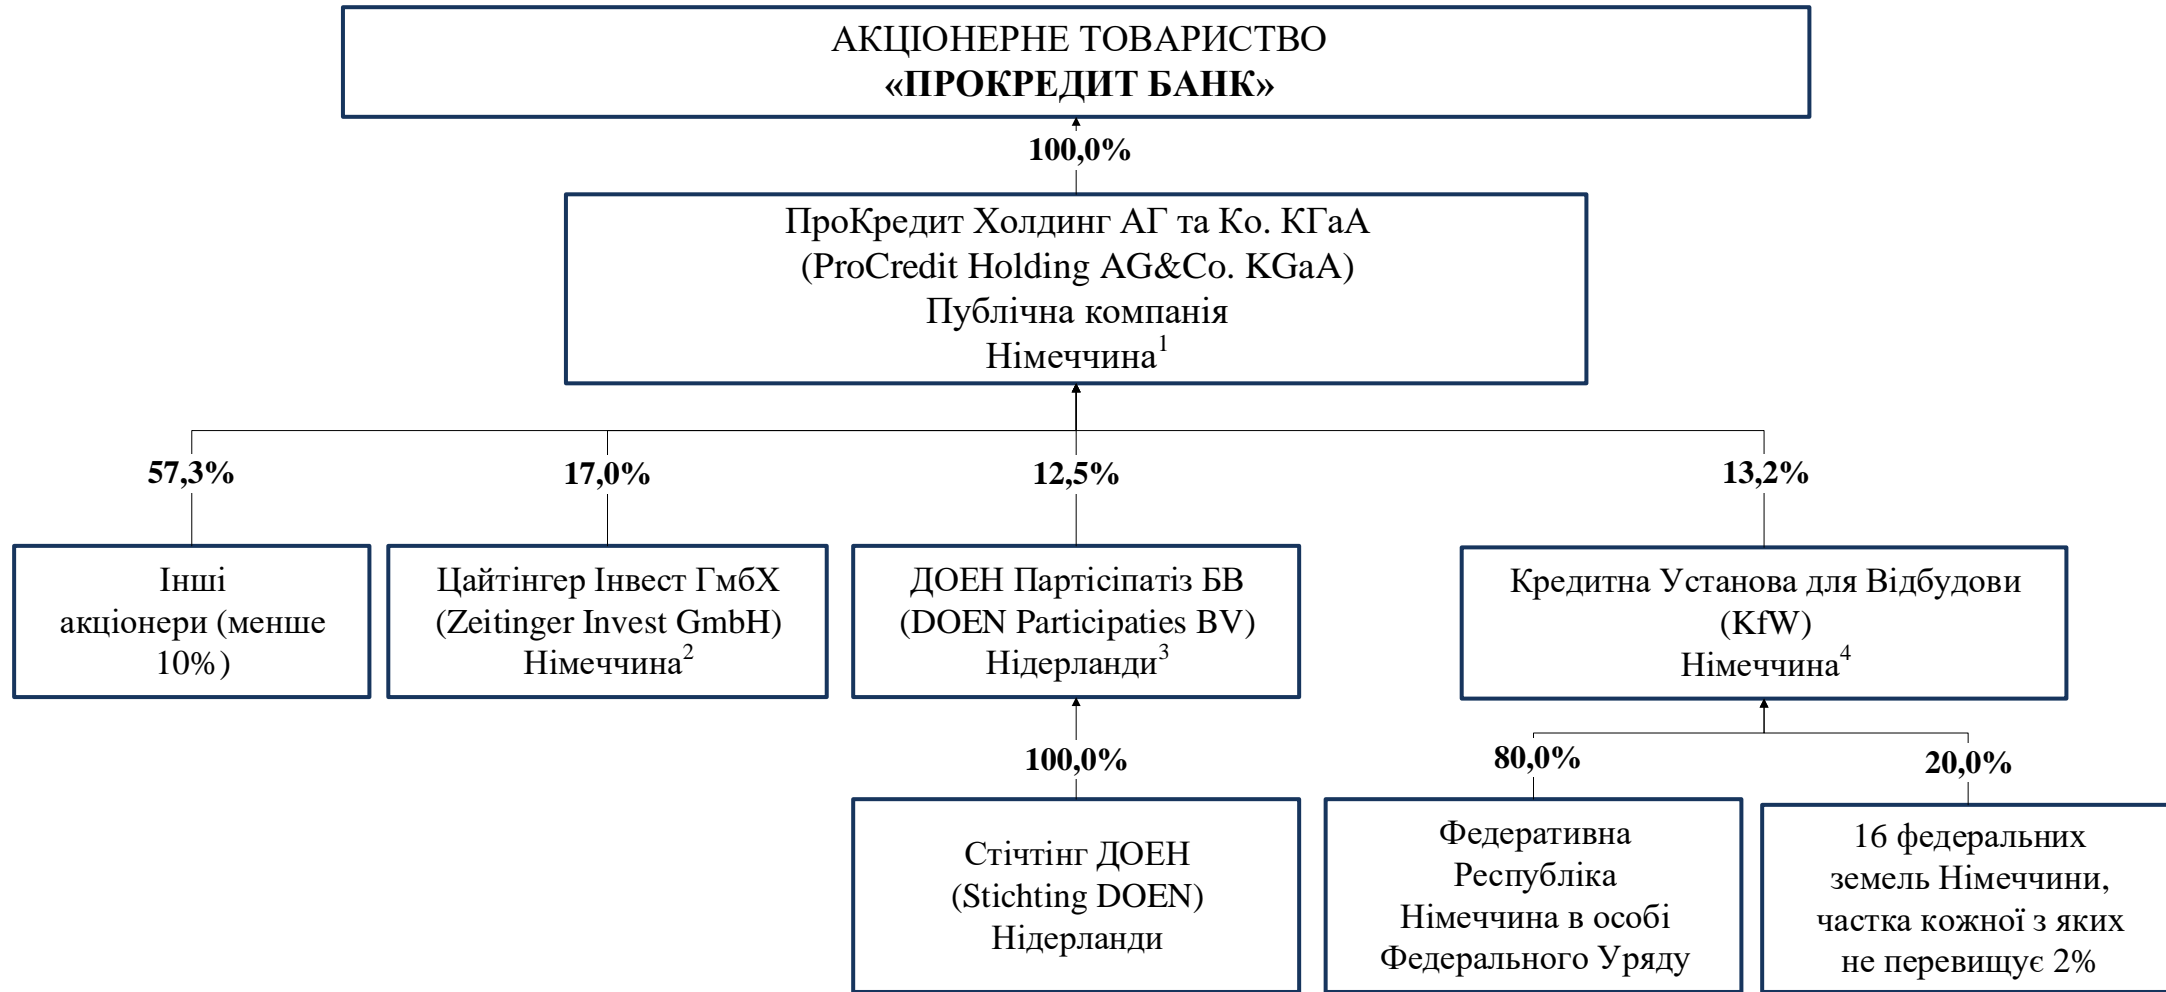 АКЦІОНЕРНЕ ТОВАРИСТВО
«ПРОКРЕДИТ БАНК»
100,0%
ПроКредит Холдинг АГ та Ко. КГаА
(ProCredit Holding AG&Co. KGaA)
Публічна компанія
Німеччина¹
57,3%
17,0%
12,5%
13,2%
Інші
акціонери (менше
10%)
Цайтінгер Інвест ГмбХ
(Zeitinger Invest GmbH)
Німеччина²
ДОЕН Партісіпатіз БВ
(DOEN Participaties BV)
Нідерланди³
Кредитна Установа для Відбудови
(KfW)
Німеччина⁴
100,0%
80,0%
20,0%
Стічтінг ДОЕН
(Stichting DOEN)
Нідерланди
Федеративна
Республіка
Німеччина в особі
Федерального Уряду
16 федеральних
земель Німеччини,
частка кожної з яких
не перевищує 2%